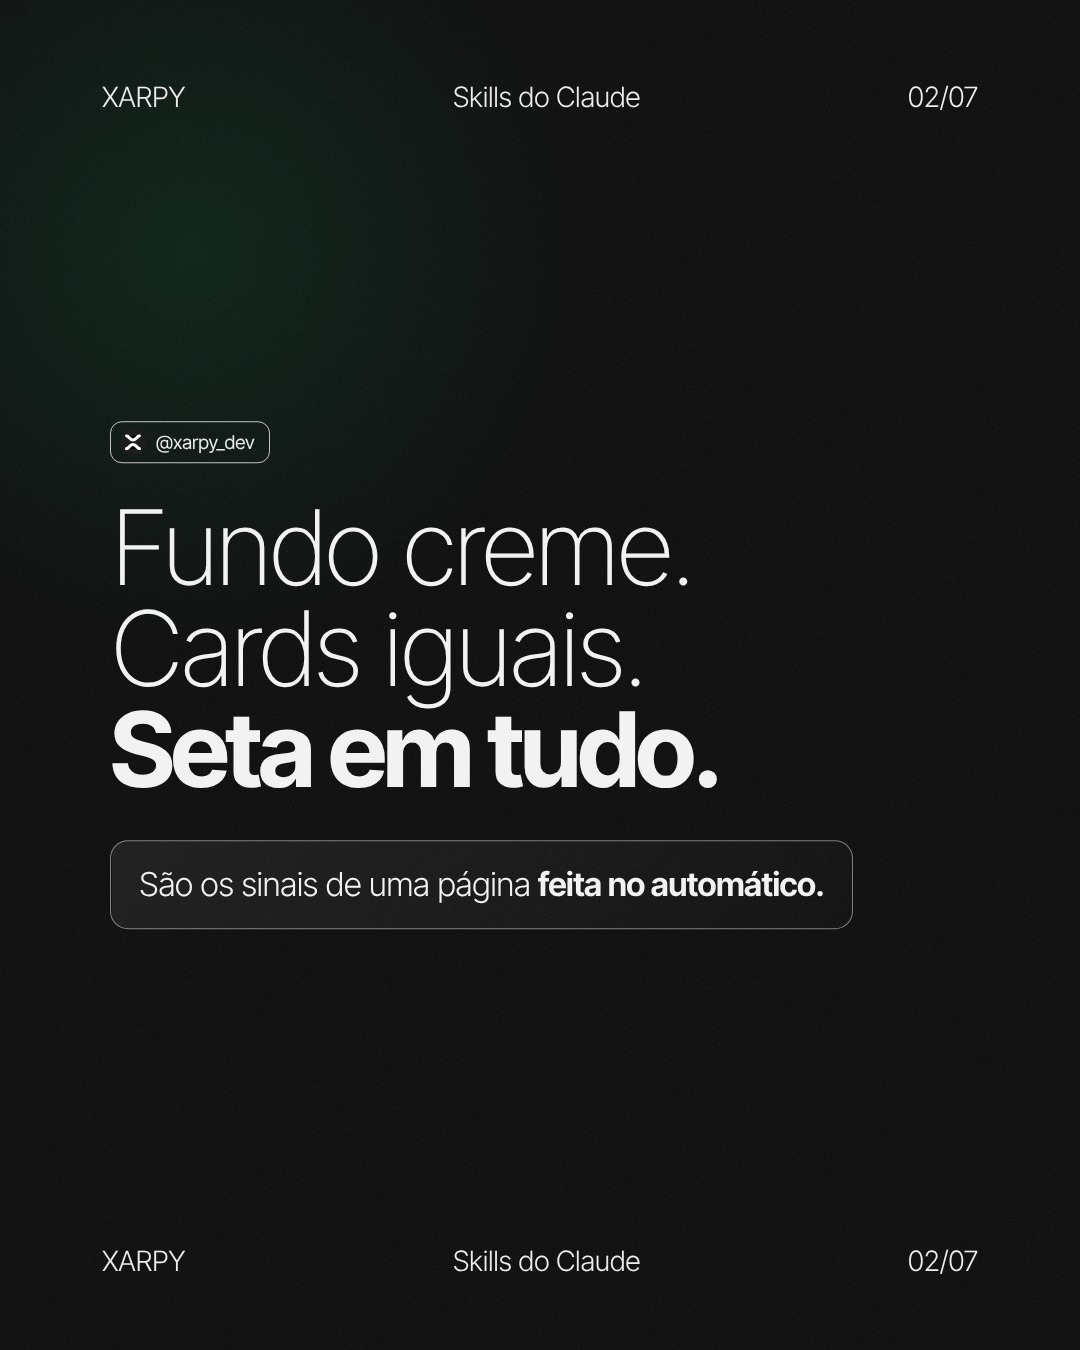 XARPY Skills do Claude 02/07
@xarpy_dev
Fundo creme.
Cards iguais.
Seta em tudo.
São os sinais de uma página feita no automático.
XARPY Skills do Claude 02/07